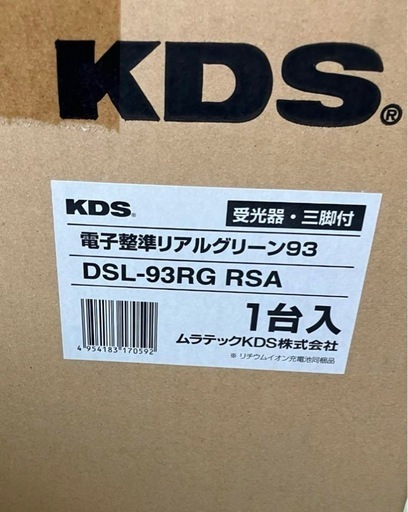 KDS.®
KDS.® 受光器・三脚付
電子整準リアルグリーン93
DSL-93RG RSA
1台入
4 954183 170592
ムラテックKDS株式会社
※ リチウムイオン充電池同梱品